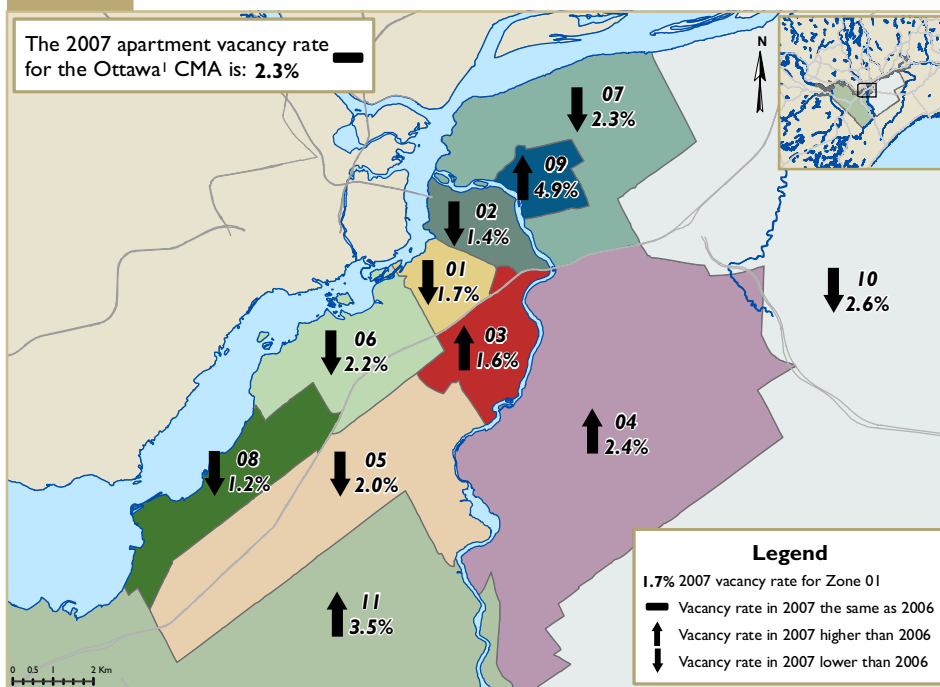 The 2007 apartment vacancy rate
for the Ottawa¹ CMA is: 2.3%
N
07
2.3%
09
4.9%
02
1.4%
01
1.7%
10
2.6%
03
1.6%
06
2.2%
04
2.4%
08
1.2%
05
2.0%
11
3.5%
Legend
1.7% 2007 vacancy rate for Zone 01
Vacancy rate in 2007 the same as 2006
Vacancy rate in 2007 higher than 2006
Vacancy rate in 2007 lower than 2006
0 0.5 1 2 Km